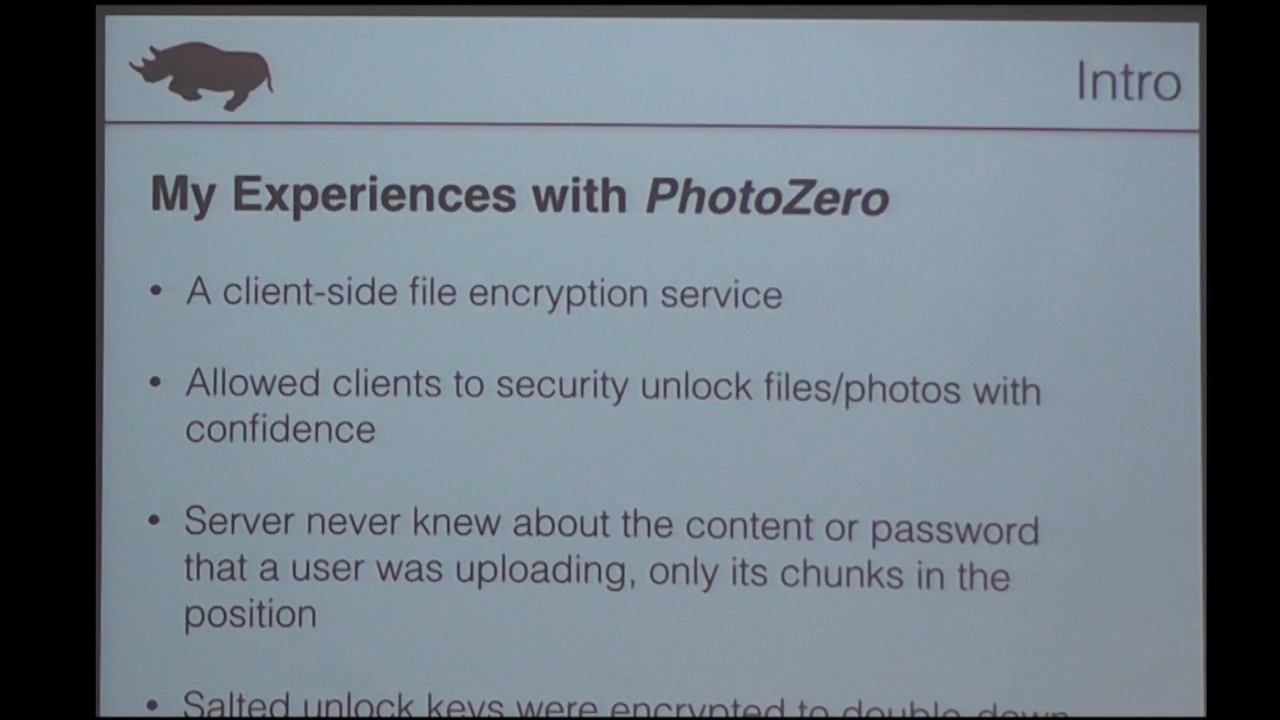 Intro
My Experiences with PhotoZero
• A client-side file encryption service
• Allowed clients to security unlock files/photos with
confidence
• Server never knew about the content or password
that a user was uploading, only its chunks in the
position
• Salted unlock keys were encrypted to double down